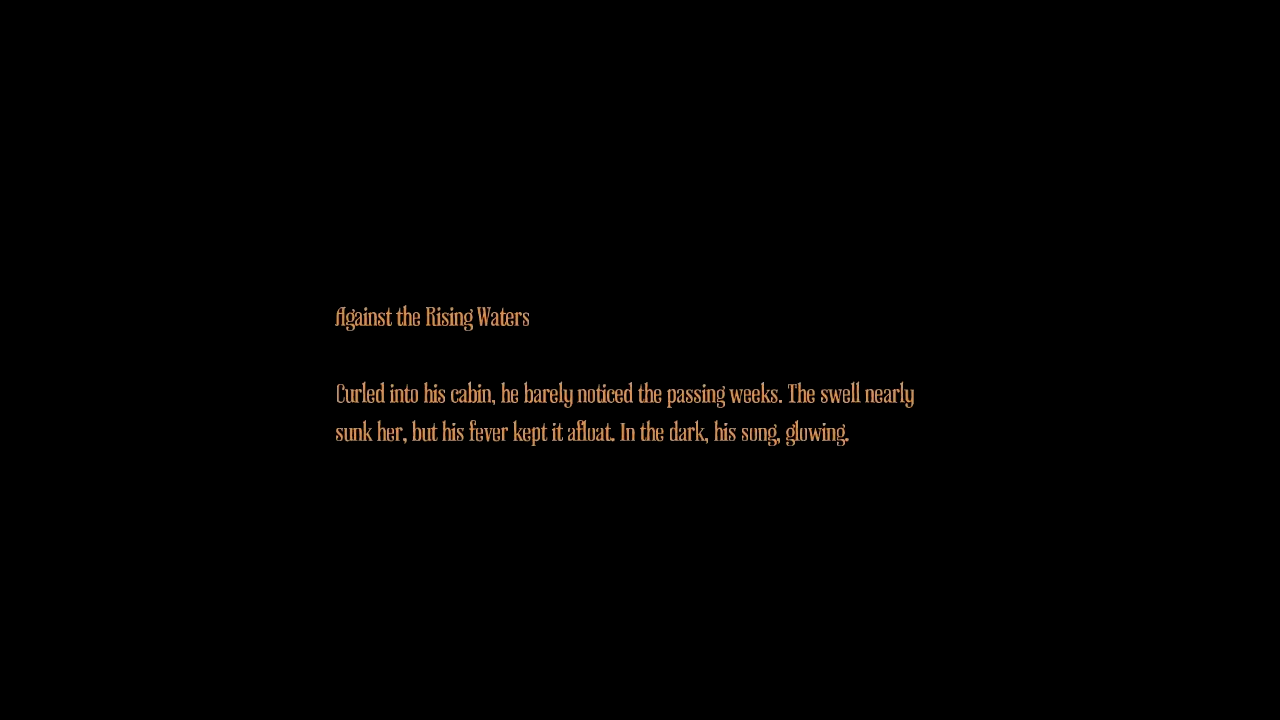 Against the Rising Waters
Curled into his cabin, he barely noticed the passing weeks. The swell nearly
sunk her, but his fever kept it afloat. In the dark, his song, glowing.